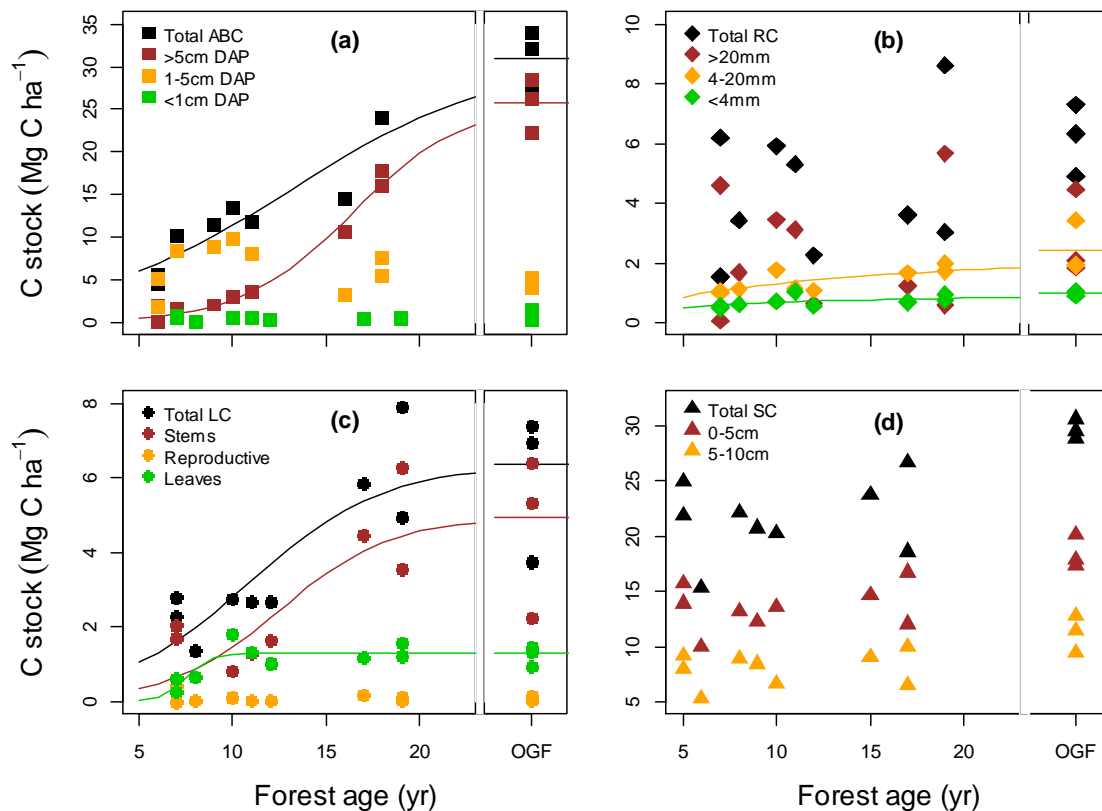 (a)
Total ABC
>5cm DAP
1-5cm DAP
<1cm DAP
C stock (Mg C ha−1)
0
5
10
15
20
25
30
35
(b)
Total RC
>20mm
4-20mm
<4mm
0
2
4
6
8
10
(c)
Total LC
Stems
Reproductive
Leaves
C stock (Mg C ha−1)
0
2
4
6
8
5
10
15
20
OGF
Forest age (yr)
(d)
Total SC
0-5cm
5-10cm
5
10
15
20
25
30
5
10
15
20
OGF
Forest age (yr)